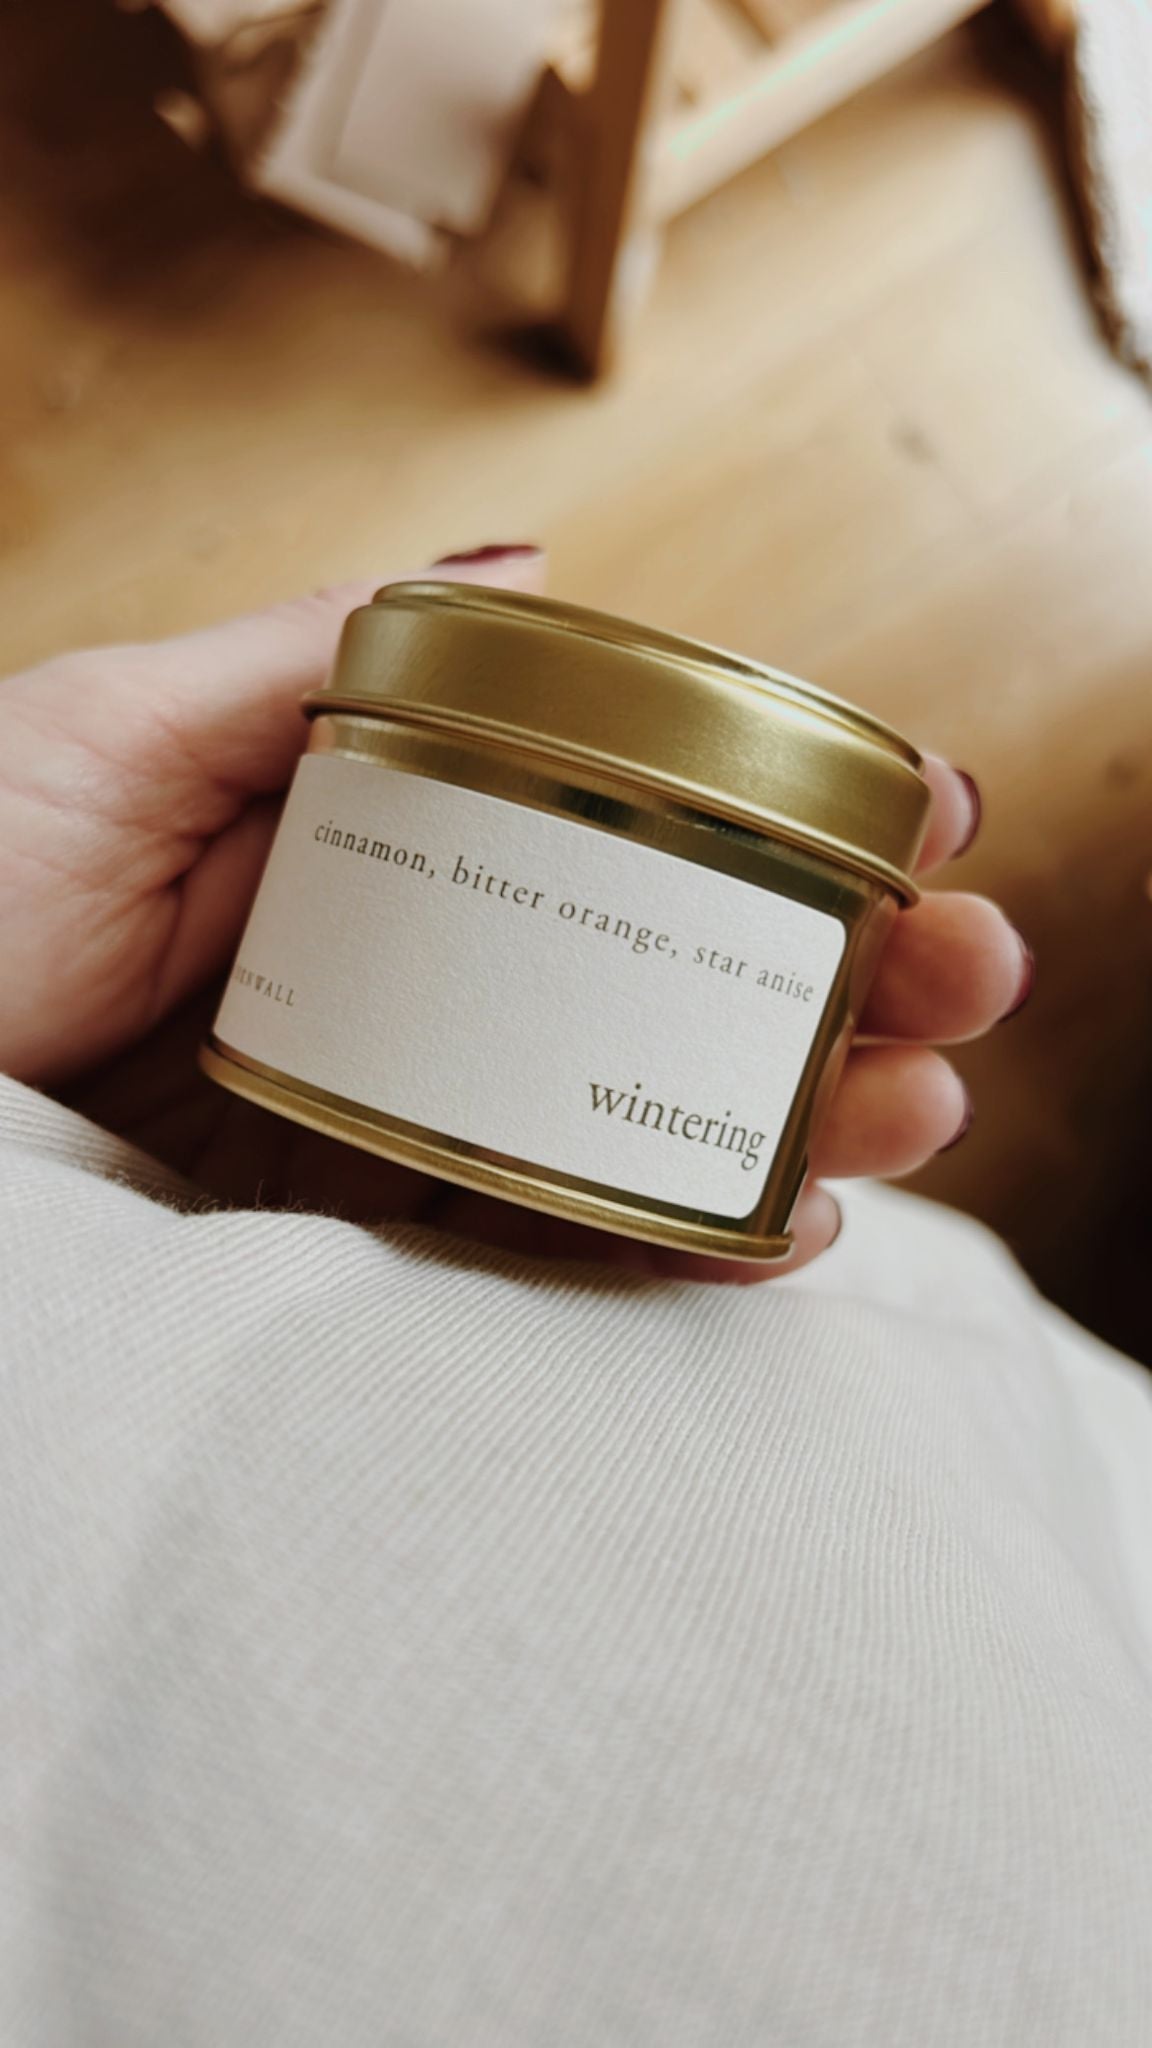 cinnamon, bitter orange, star anise
wintering